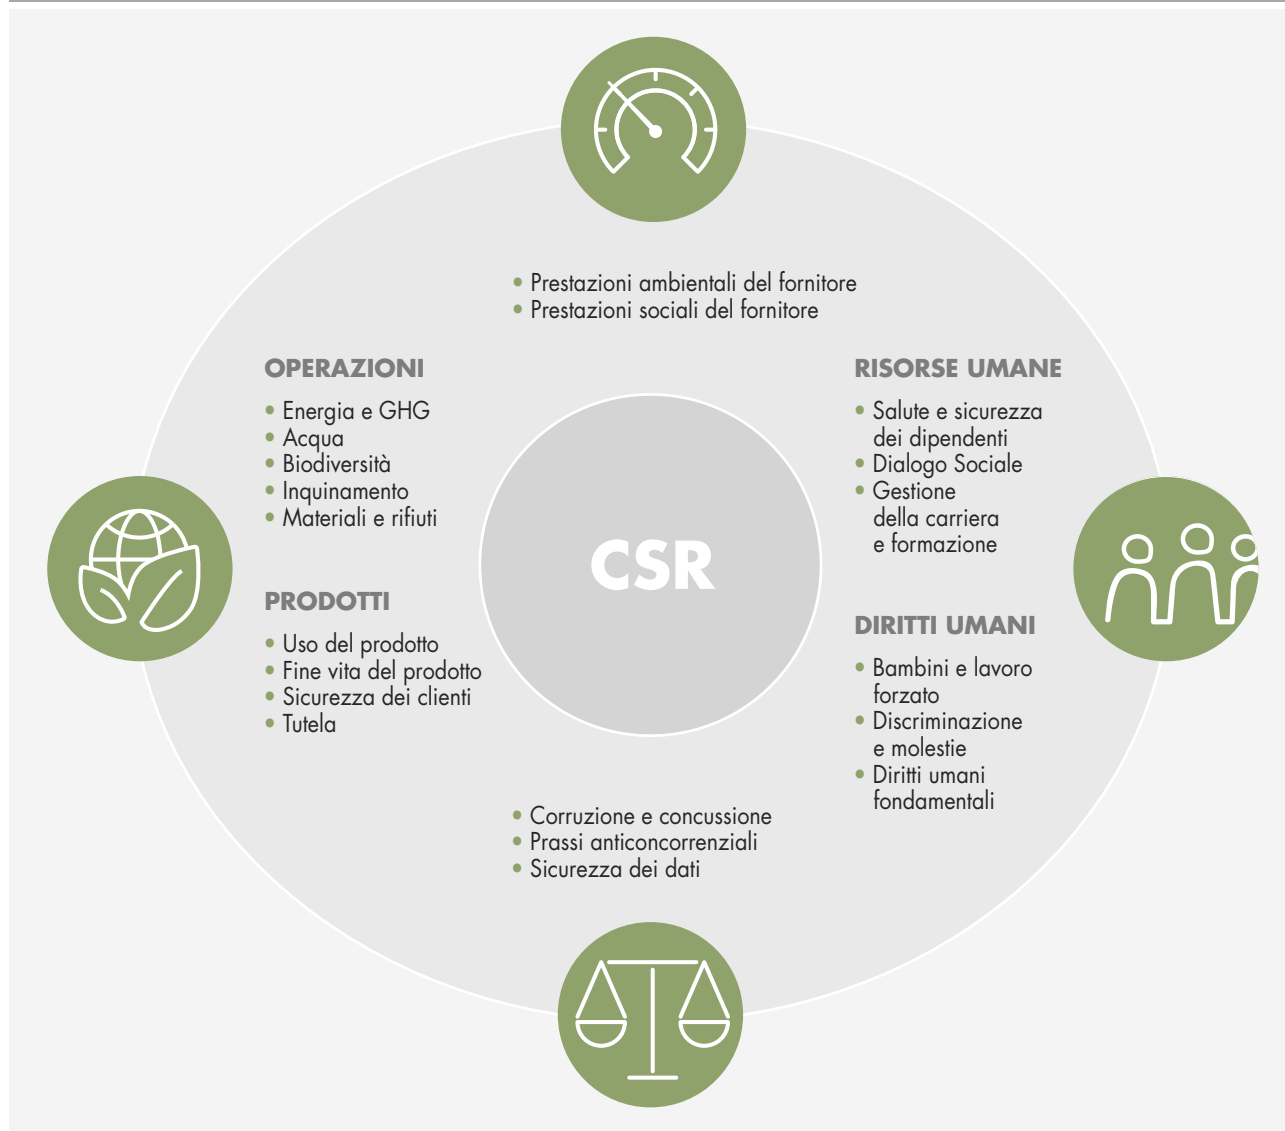 • Prestazioni ambientali del fornitore
• Prestazioni sociali del fornitore
OPERAZIONI
• Energia e GHG
• Acqua
• Biodiversità
• Inquinamento
• Materiali e rifiuti
PRODOTTI
• Uso del prodotto
• Fine vita del prodotto
• Sicurezza dei clienti
• Tutela
CSR
RISORSE UMANE
• Salute e sicurezza
dei dipendenti
• Dialogo Sociale
• Gestione
della carriera
e formazione
DIRITTI UMANI
• Bambini e lavoro
forzato
• Discriminazione
e molestie
• Diritti umani
fondamentali
• Corruzione e concussione
• Prassi anticoncorrenziali
• Sicurezza dei dati